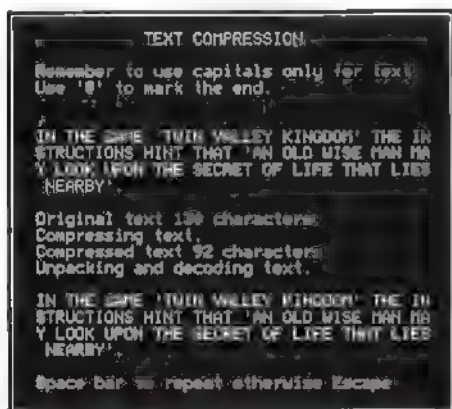 TEXT COMPRESSION
Remember to use capitals only for text
Use '@' to mark the end.
IN THE GAME 'TWIN VALLEY KINGDOM' THE IN
STRUCTIONS HINT THAT 'AN OLD WISE MAN MA
Y LOOK UPON THE SECRET OF LIFE THAT LIES
NEARBY'
Original text 130 characters
Compressing text.
Compressed text 92 characters
Unpacking and decoding text.
IN THE GAME 'TWIN VALLEY KINGDOM' THE IN
STRUCTIONS HINT THAT 'AN OLD WISE MAN MA
Y LOOK UPON THE SECRET OF LIFE THAT LIES
NEARBY'
Space bar to repeat otherwise Escape